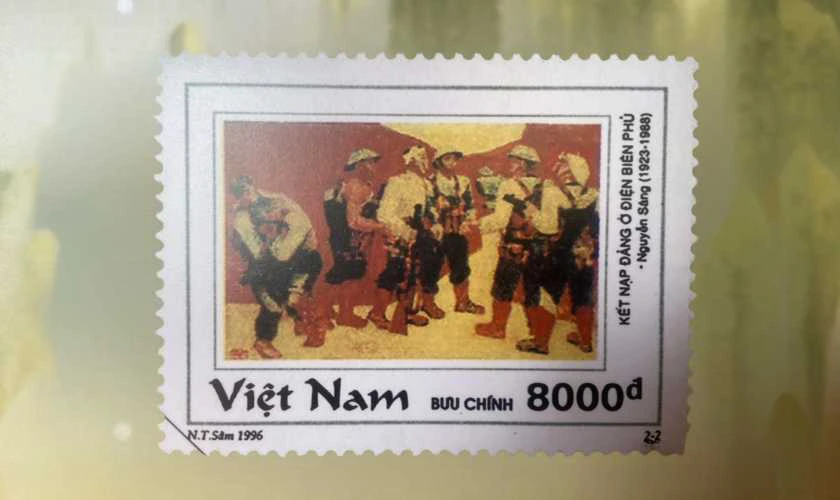 KẾT NẠP ĐẢNG Ở ĐIỆN BIÊN PHỦ
- Nguyễn Sáng (1923-1988)
Việt Nam BƯU CHÍNH 8000đ
N.T.Sâm 1996 2-2